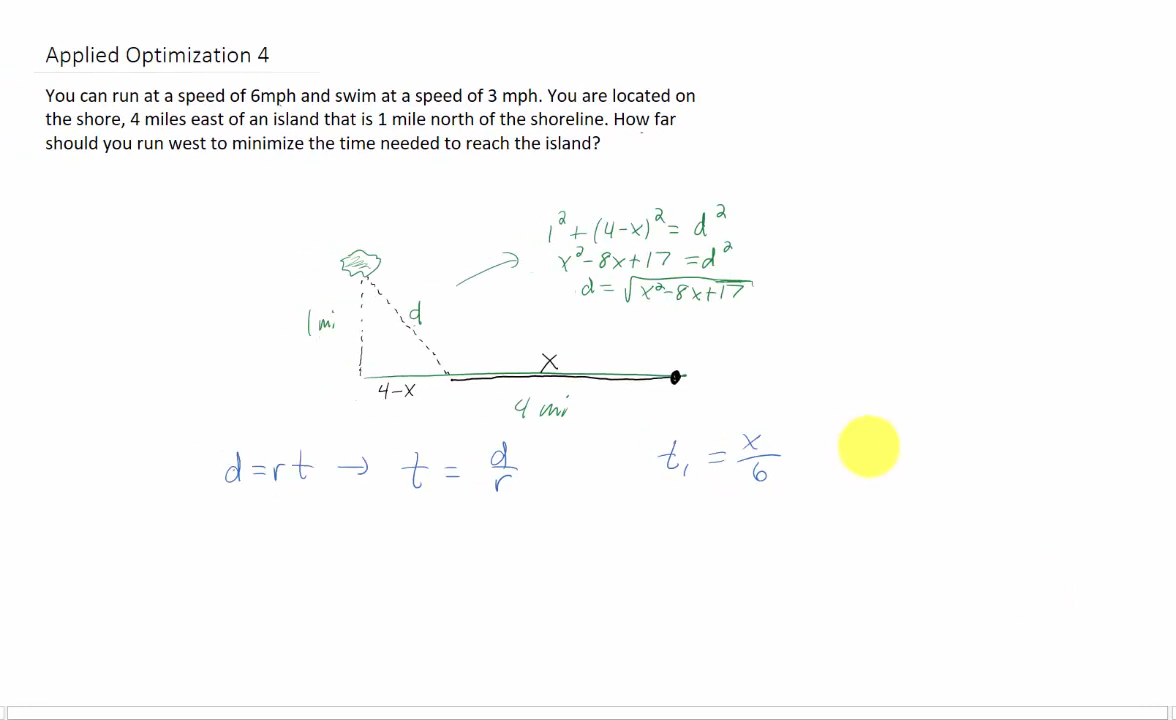 Applied Optimization 4
You can run at a speed of 6mph and swim at a speed of 3 mph. You are located on
the shore, 4 miles east of an island that is 1 mile north of the shoreline. How far
should you run west to minimize the time needed to reach the island?
1² + (4-x)² = d²
x² - 8x + 17 = d²
d = √(x² - 8x + 17)
1 mi
d
x
4-x
4 mi
d = rt → t = d/r
t₁ = x/6